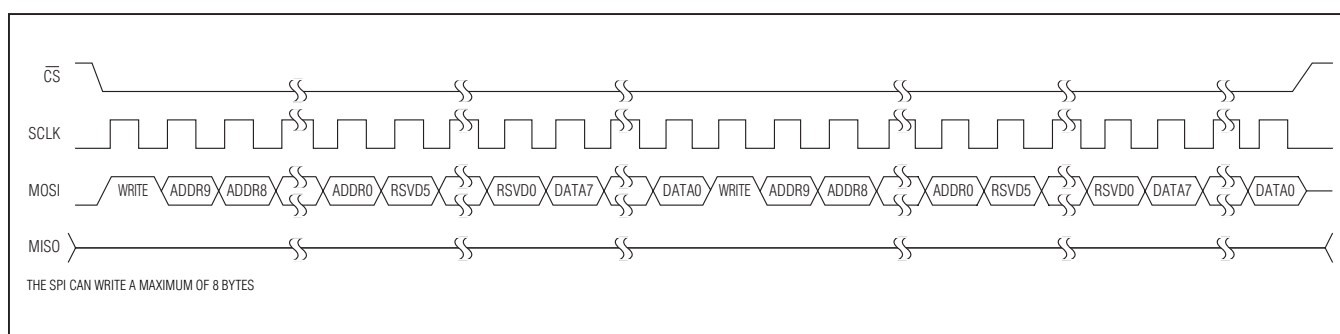 CS
SCLK
MOSI WRITE ADDR9 ADDR8 ADDR0 RSVD5 RSVD0 DATA7 DATA0 WRITE ADDR9 ADDR8 ADDR0 RSVD5 RSVD0 DATA7 DATA0
MISO
THE SPI CAN WRITE A MAXIMUM OF 8 BYTES